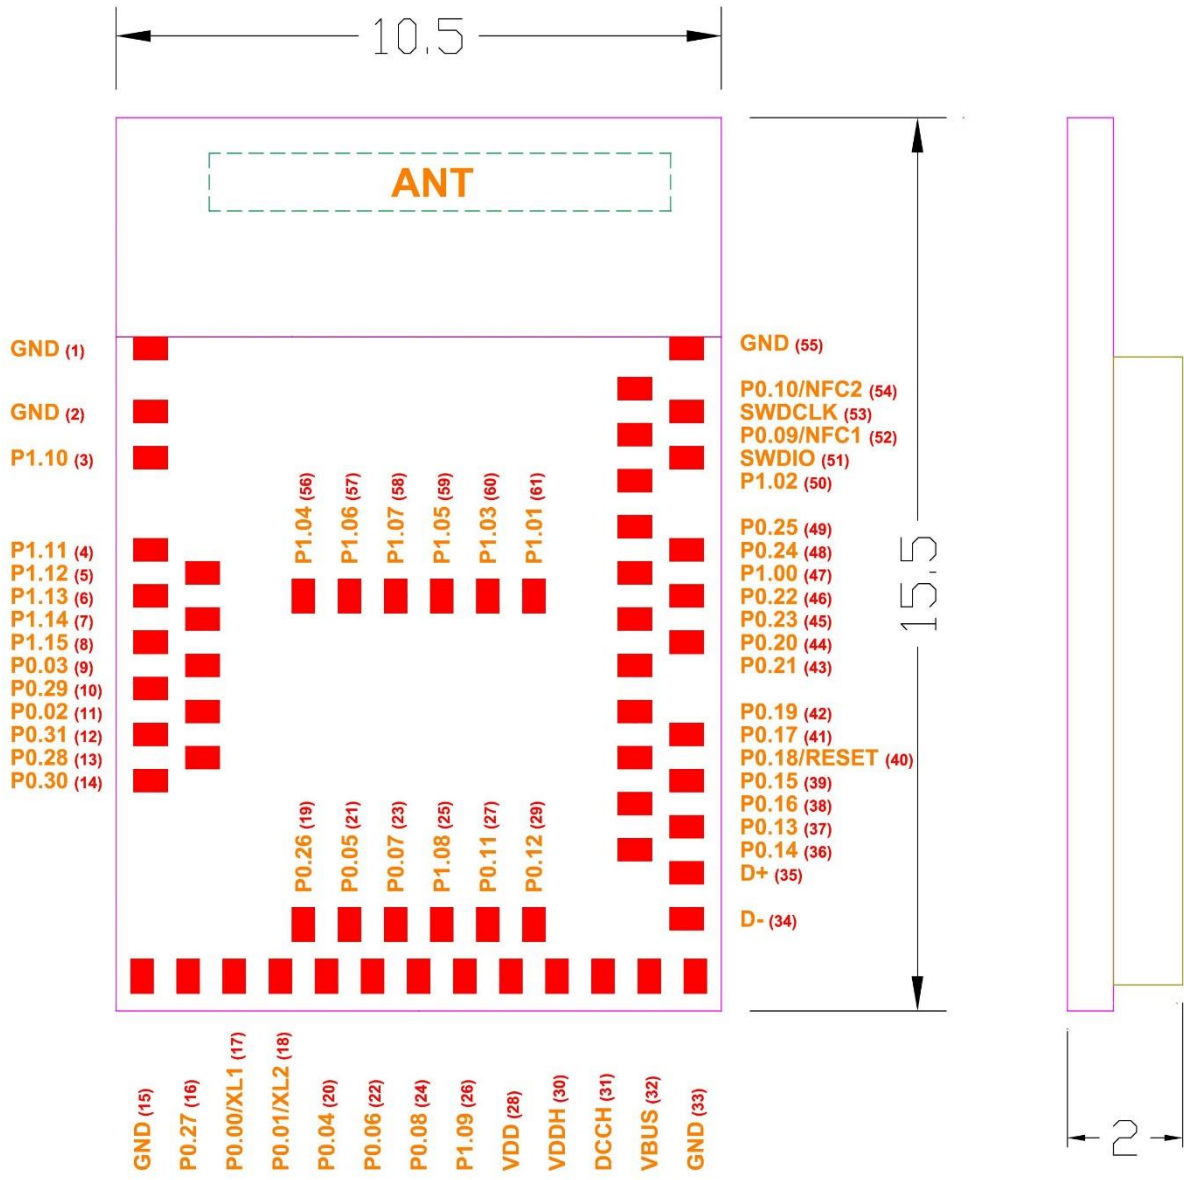 10.5
ANT
GND (1)
GND (2)
P1.10 (3)
P1.11 (4)
P1.12 (5)
P1.13 (6)
P1.14 (7)
P1.15 (8)
P0.03 (9)
P0.29 (10)
P0.02 (11)
P0.31 (12)
P0.28 (13)
P0.30 (14)
P1.04 (56)
P1.06 (57)
P1.07 (58)
P1.05 (59)
P1.03 (60)
P1.01 (61)
P0.26 (19)
P0.05 (21)
P0.07 (23)
P1.08 (25)
P0.11 (27)
P0.12 (29)
GND (55)
P0.10/NFC2 (54)
SWDCLK (53)
P0.09/NFC1 (52)
SWDIO (51)
P1.02 (50)
P0.25 (49)
P0.24 (48)
P1.00 (47)
P0.22 (46)
P0.23 (45)
P0.20 (44)
P0.21 (43)
P0.19 (42)
P0.17 (41)
P0.18/RESET (40)
P0.15 (39)
P0.16 (38)
P0.13 (37)
P0.14 (36)
D+ (35)
D- (34)
15.5
GND (15)
P0.27 (16)
P0.00/XL1 (17)
P0.01/XL2 (18)
P0.04 (20)
P0.06 (22)
P0.08 (24)
P1.09 (26)
VDD (28)
VDDH (30)
DCCH (31)
VBUS (32)
GND (33)
2